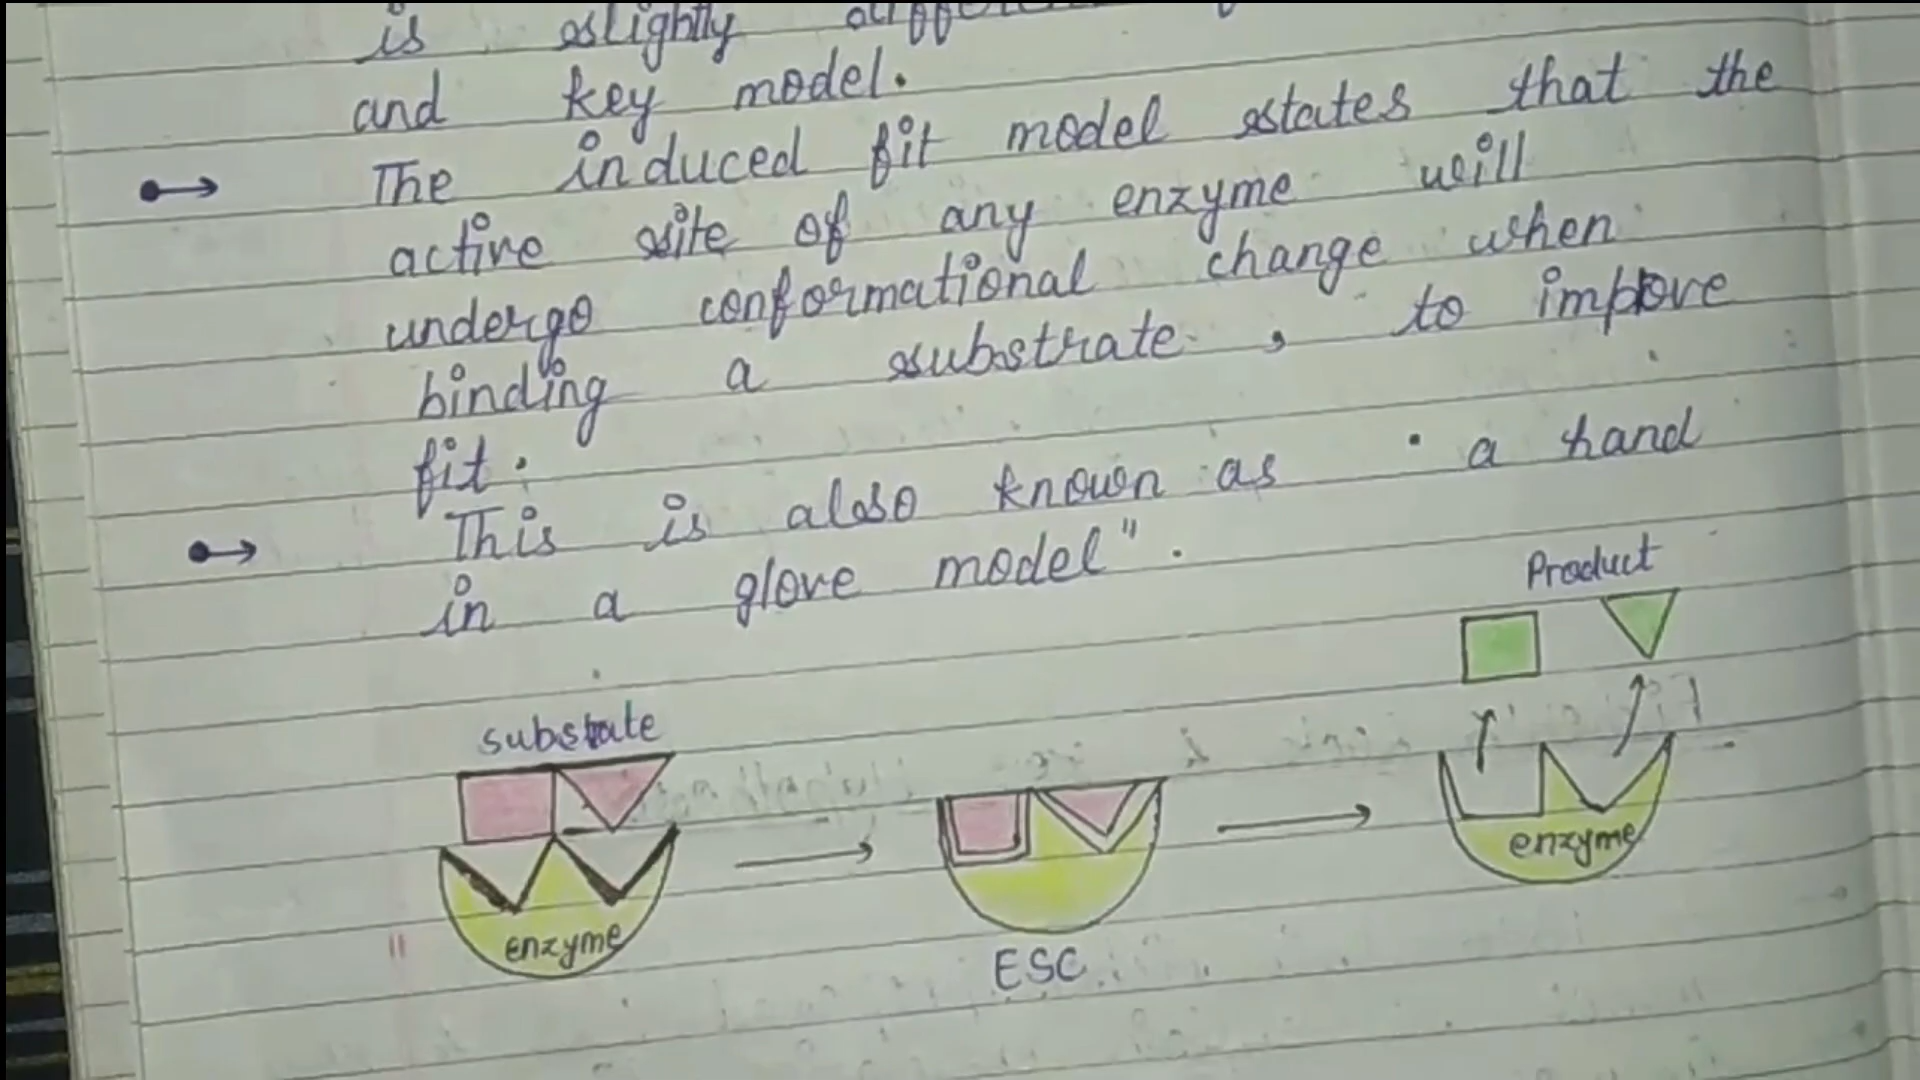 is slightly
and key model.
The induced fit model states that the
active site of any enzyme will
undergo conformational change when
binding a substrate, to improve
fit.
This is also known as " a hand
in a glove model".
Product
substrate
enzyme
ESC
enzyme